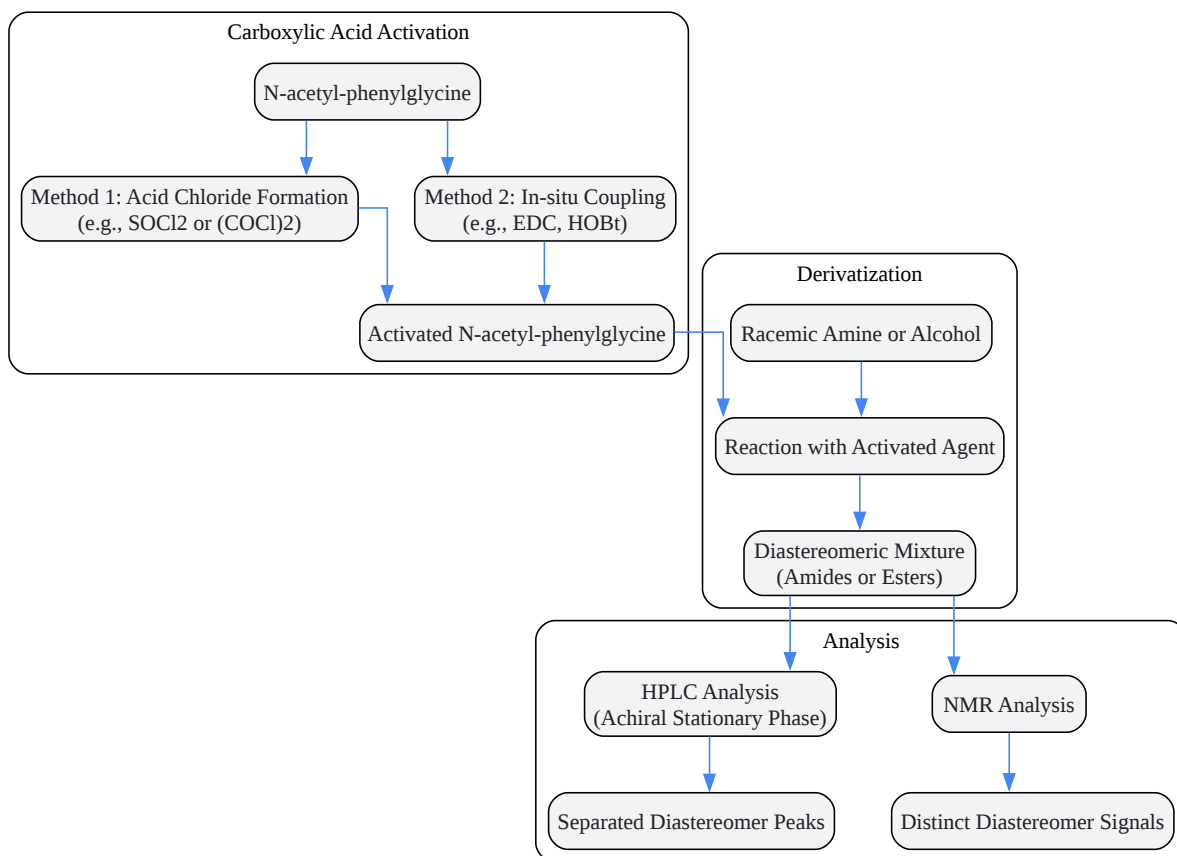 Carboxylic Acid Activation
N-acetyl-phenylglycine
Method 1: Acid Chloride Formation
(e.g., SOCl2 or (COCl)2)
Method 2: In-situ Coupling
(e.g., EDC, HOBt)
Activated N-acetyl-phenylglycine
Derivatization
Racemic Amine or Alcohol
Reaction with Activated Agent
Diastereomeric Mixture
(Amides or Esters)
Analysis
HPLC Analysis
(Achiral Stationary Phase)
NMR Analysis
Separated Diastereomer Peaks
Distinct Diastereomer Signals